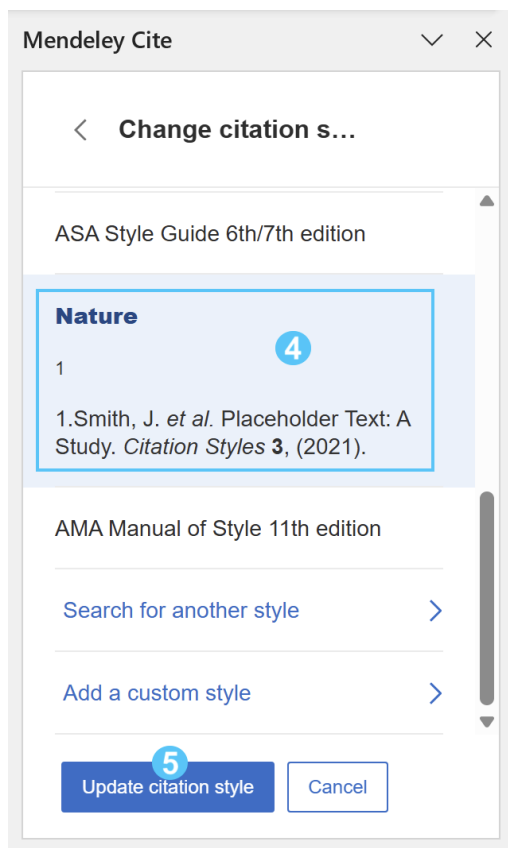 Mendeley Cite
Change citation s...
ASA Style Guide 6th/7th edition
Nature
4
1
1.Smith, J. et al. Placeholder Text: A
Study. Citation Styles 3, (2021).
AMA Manual of Style 11th edition
Search for another style
Add a custom style
5
Update citation style
Cancel